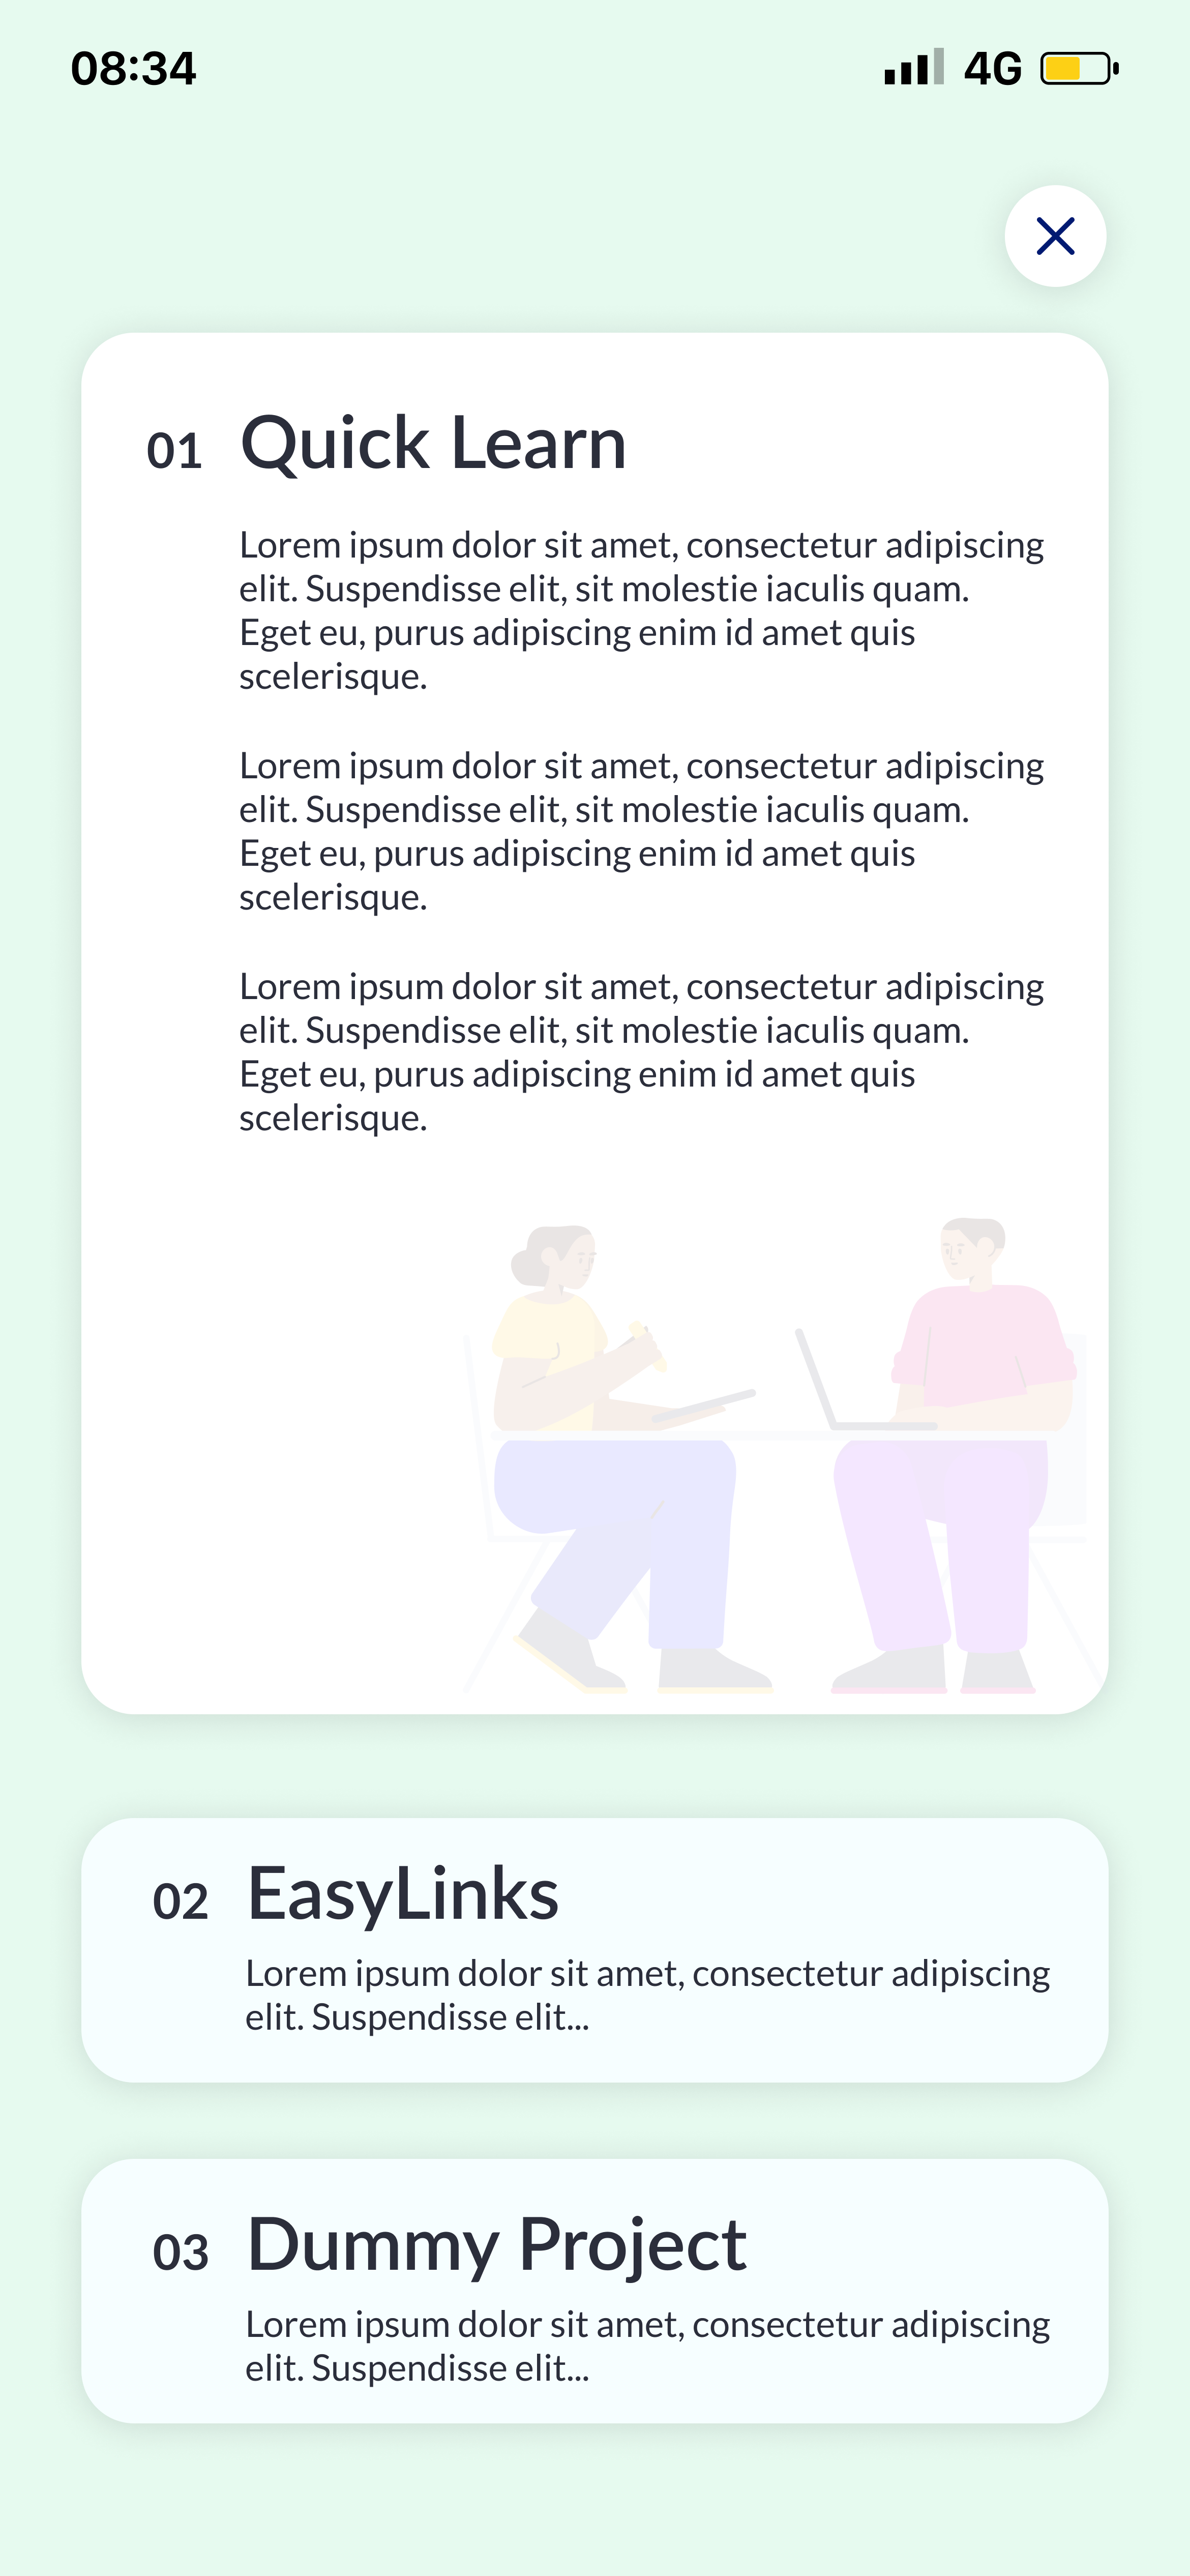 08:34
4G
01 Quick Learn
Lorem ipsum dolor sit amet, consectetur adipiscing
elit. Suspendisse elit, sit molestie iaculis quam.
Eget eu, purus adipiscing enim id amet quis
scelerisque.
Lorem ipsum dolor sit amet, consectetur adipiscing
elit. Suspendisse elit, sit molestie iaculis quam.
Eget eu, purus adipiscing enim id amet quis
scelerisque.
Lorem ipsum dolor sit amet, consectetur adipiscing
elit. Suspendisse elit, sit molestie iaculis quam.
Eget eu, purus adipiscing enim id amet quis
scelerisque.
02 EasyLinks
Lorem ipsum dolor sit amet, consectetur adipiscing
elit. Suspendisse elit...
03 Dummy Project
Lorem ipsum dolor sit amet, consectetur adipiscing
elit. Suspendisse elit...